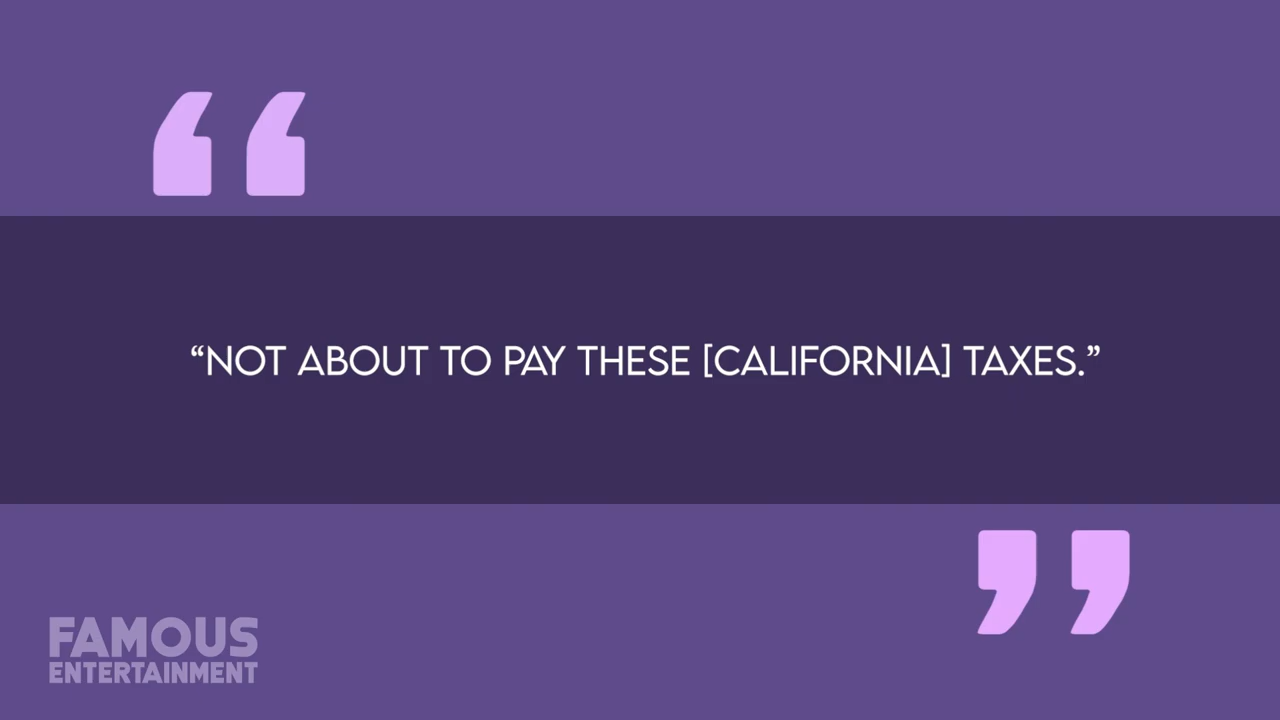 “NOT ABOUT TO PAY THESE [CALIFORNIA] TAXES.”
FAMOUS
ENTERTAINMENT